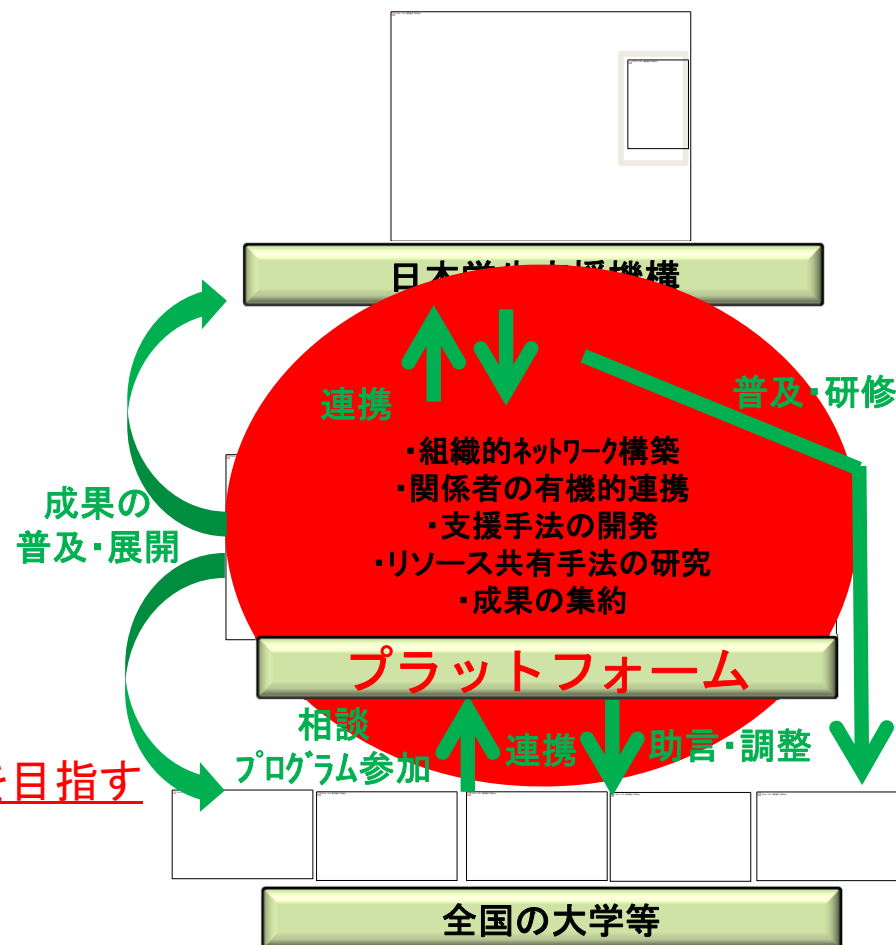 日本学生支援機構
連携
普及・研修
・組織的ネットワーク構築
・関係者の有機的連携
・支援手法の開発
・リソース共有手法の研究
・成果の集約
成果の
普及・展開
プラットフォーム
相談
プログラム参加
連携
助言・調整
を目指す
全国の大学等